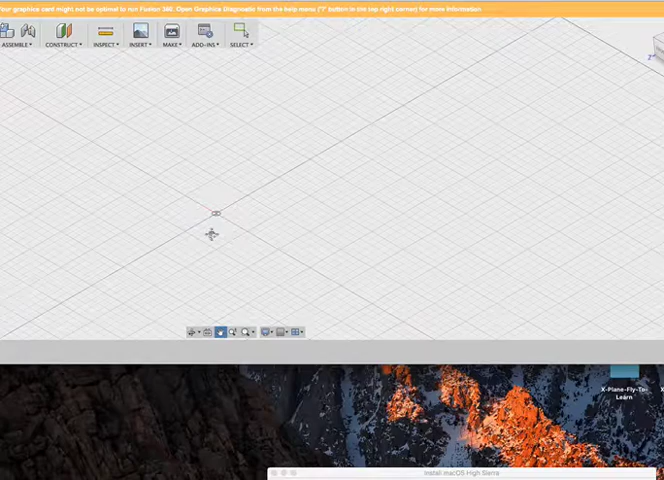 Your graphics card might not be optimal to run Fusion 360. Open Graphics Diagnostic from the help menu ("?" button in the top right corner) for more information
ASSEMBLE▾ CONSTRUCT▾ INSPECT▾ INSERT▾ MAKE▾ ADD-INS▾ SELECT▾
Z
X-Plane-Fly-To-
Learn
Install macOS High Sierra